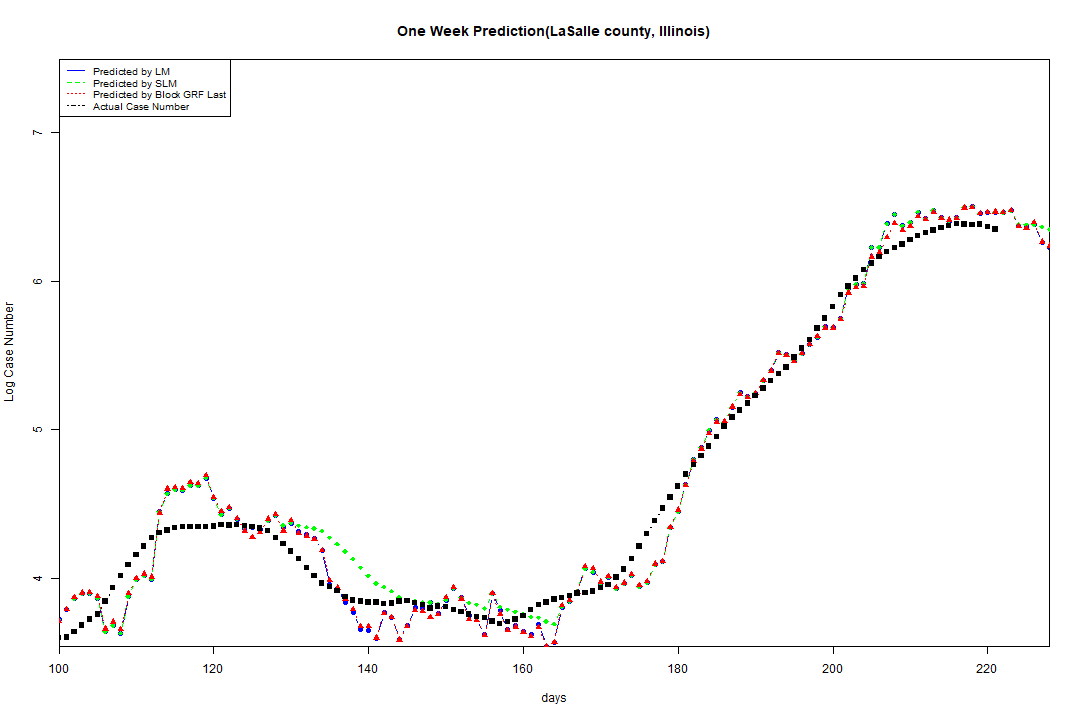 One Week Prediction(LaSalle county, Illinois)
Predicted by LM
Predicted by SLM
Predicted by Block GRF Last
Actual Case Number
7
6
5
4
Log Case Number
100 120 140 160 180 200 220
days